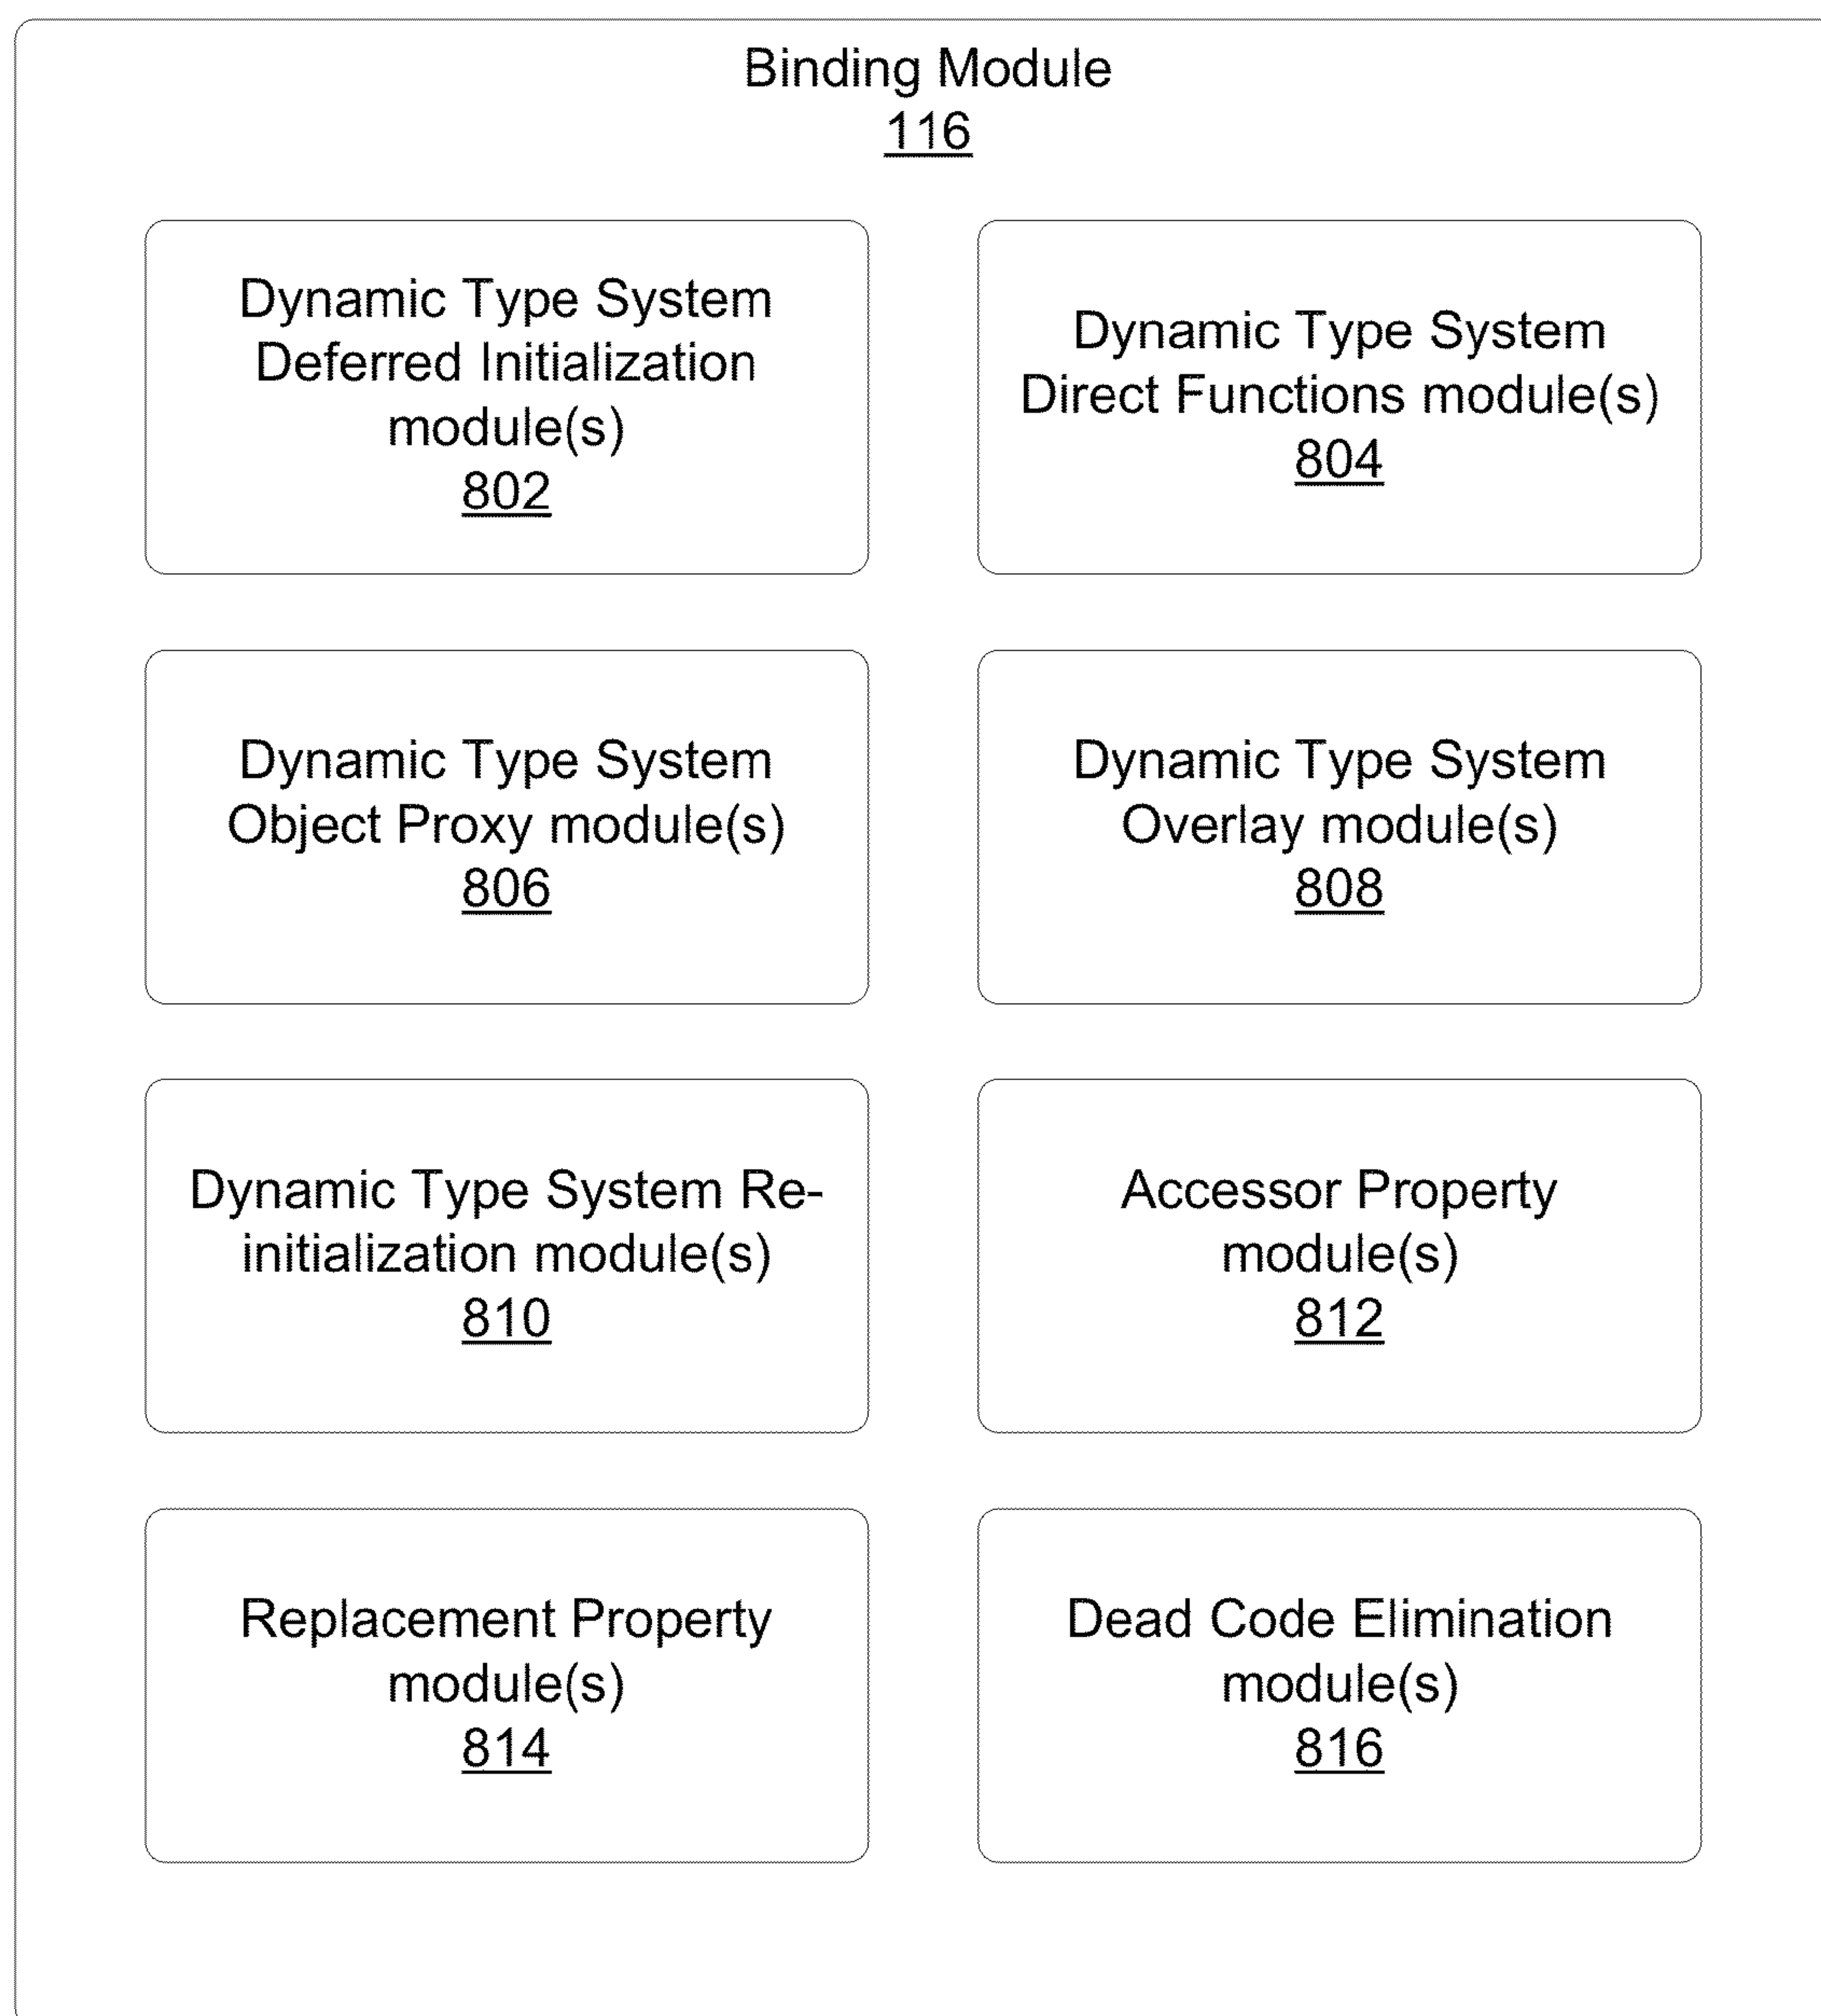 Binding Module
116
Dynamic Type System
Deferred Initialization
module(s)
802
Dynamic Type System
Direct Functions module(s)
804
Dynamic Type System
Object Proxy module(s)
806
Dynamic Type System
Overlay module(s)
808
Dynamic Type System Re-
initialization module(s)
810
Accessor Property
module(s)
812
Replacement Property
module(s)
814
Dead Code Elimination
module(s)
816